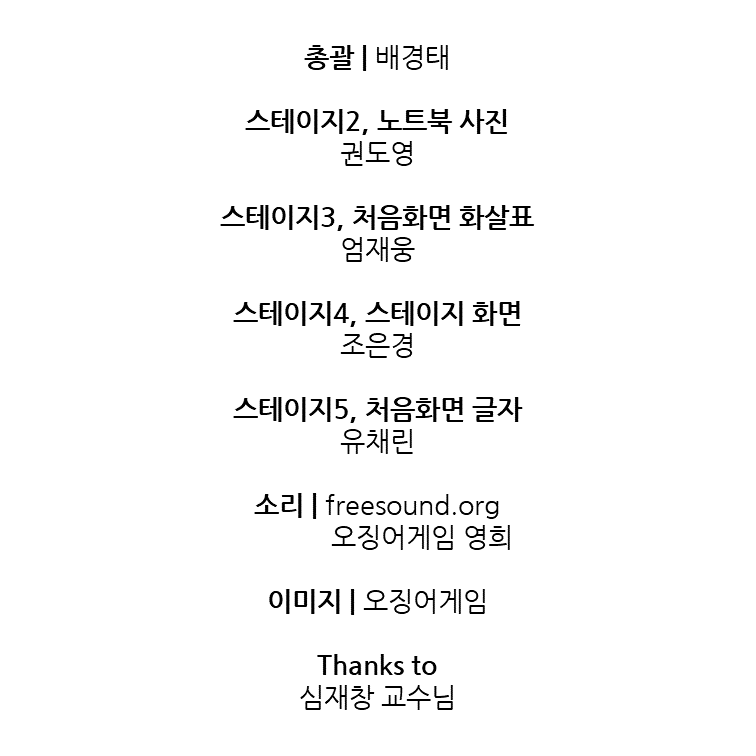 총괄 | 배경태
스테이지2, 노트북 사진
권도영
스테이지3, 처음화면 화살표
엄재웅
스테이지4, 스테이지 화면
조은경
스테이지5, 처음화면 글자
유채린
소리 | freesound.org
오징어게임 영희
이미지 | 오징어게임
Thanks to
심재창 교수님